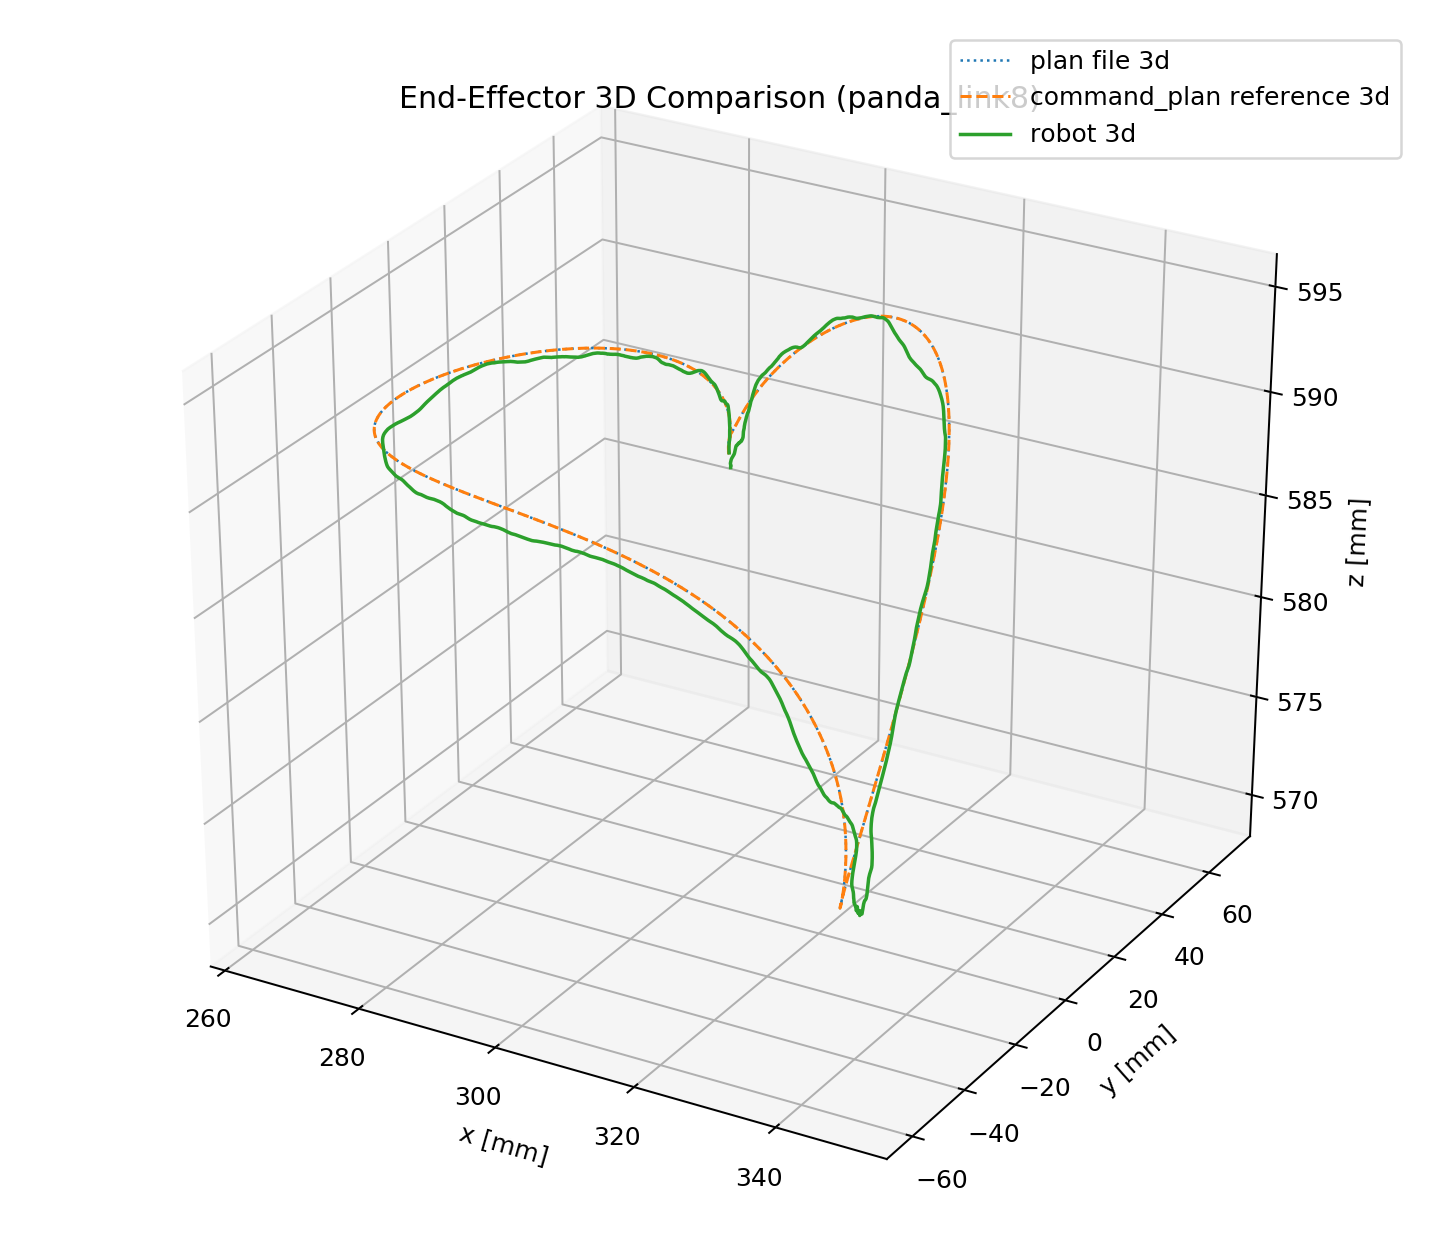 End-Effector 3D Comparison (panda_link8)
plan file 3d
command_plan reference 3d
robot 3d
595
590
585
580
575
570
z [mm]
60
40
20
0
−20
−40
−60
y [mm]
260
280
300
320
340
x [mm]